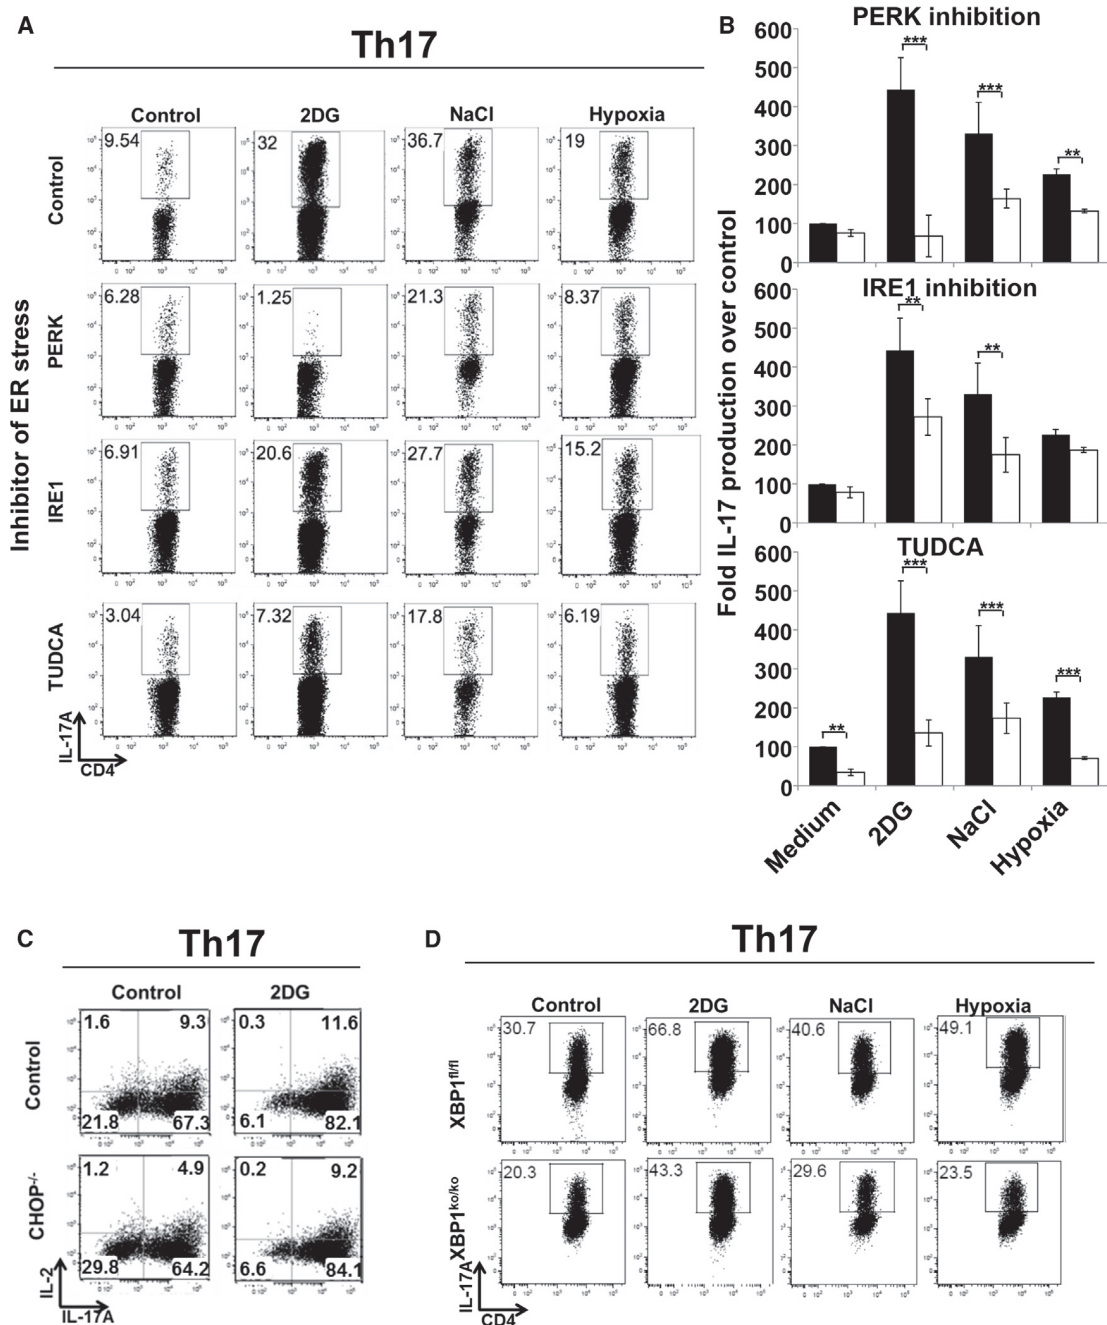 A
Th17
Control 2DG NaCl Hypoxia
Inhibitor of ER stress
Control
9.54 32 36.7 19
PERK
6.28 1.25 21.3 8.37
IRE1
6.91 20.6 27.7 15.2
TUDCA
3.04 7.32 17.8 6.19
IL-17A
CD4
B
Fold IL-17 production over control
PERK inhibition
600
500
400
300
200
100
0
*** *** **
IRE1 inhibition
600
500
400
300
200
100
0
** **
TUDCA
600
500
400
300
200
100
0
** *** *** ***
Medium 2DG NaCl Hypoxia
C
Th17
Control 2DG
Control
1.6 9.3 0.3 11.6
21.8 67.3 6.1 82.1
CHOP-/-
1.2 4.9 0.2 9.2
29.8 64.2 6.6 84.1
IL-2
IL-17A
D
Th17
Control 2DG NaCl Hypoxia
XBP1fl/fl
30.7 66.8 40.6 49.1
XBP1ko/ko
20.3 43.3 29.6 23.5
IL-17A
CD4